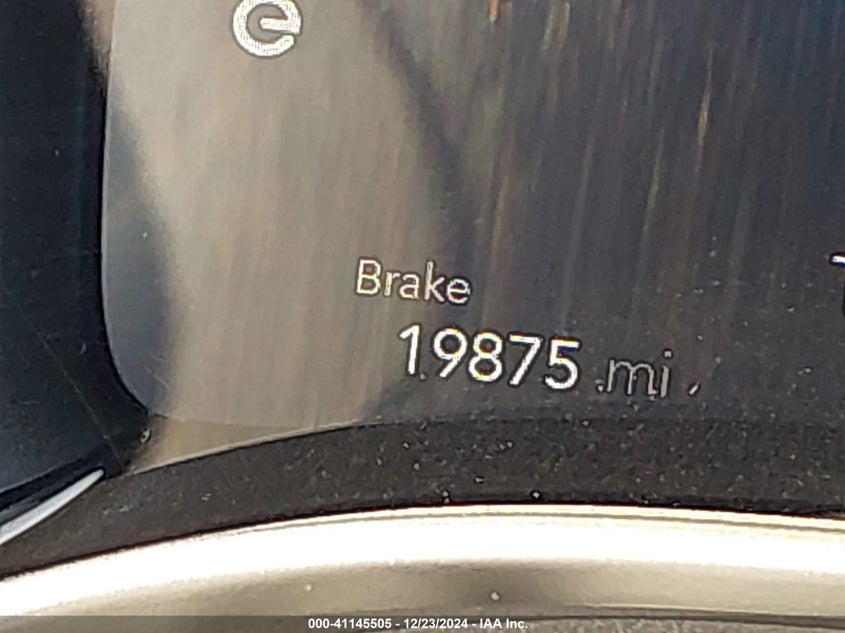 e
Brake
19875 mi
000-41145505 - 12/23/2024 - IAA Inc.